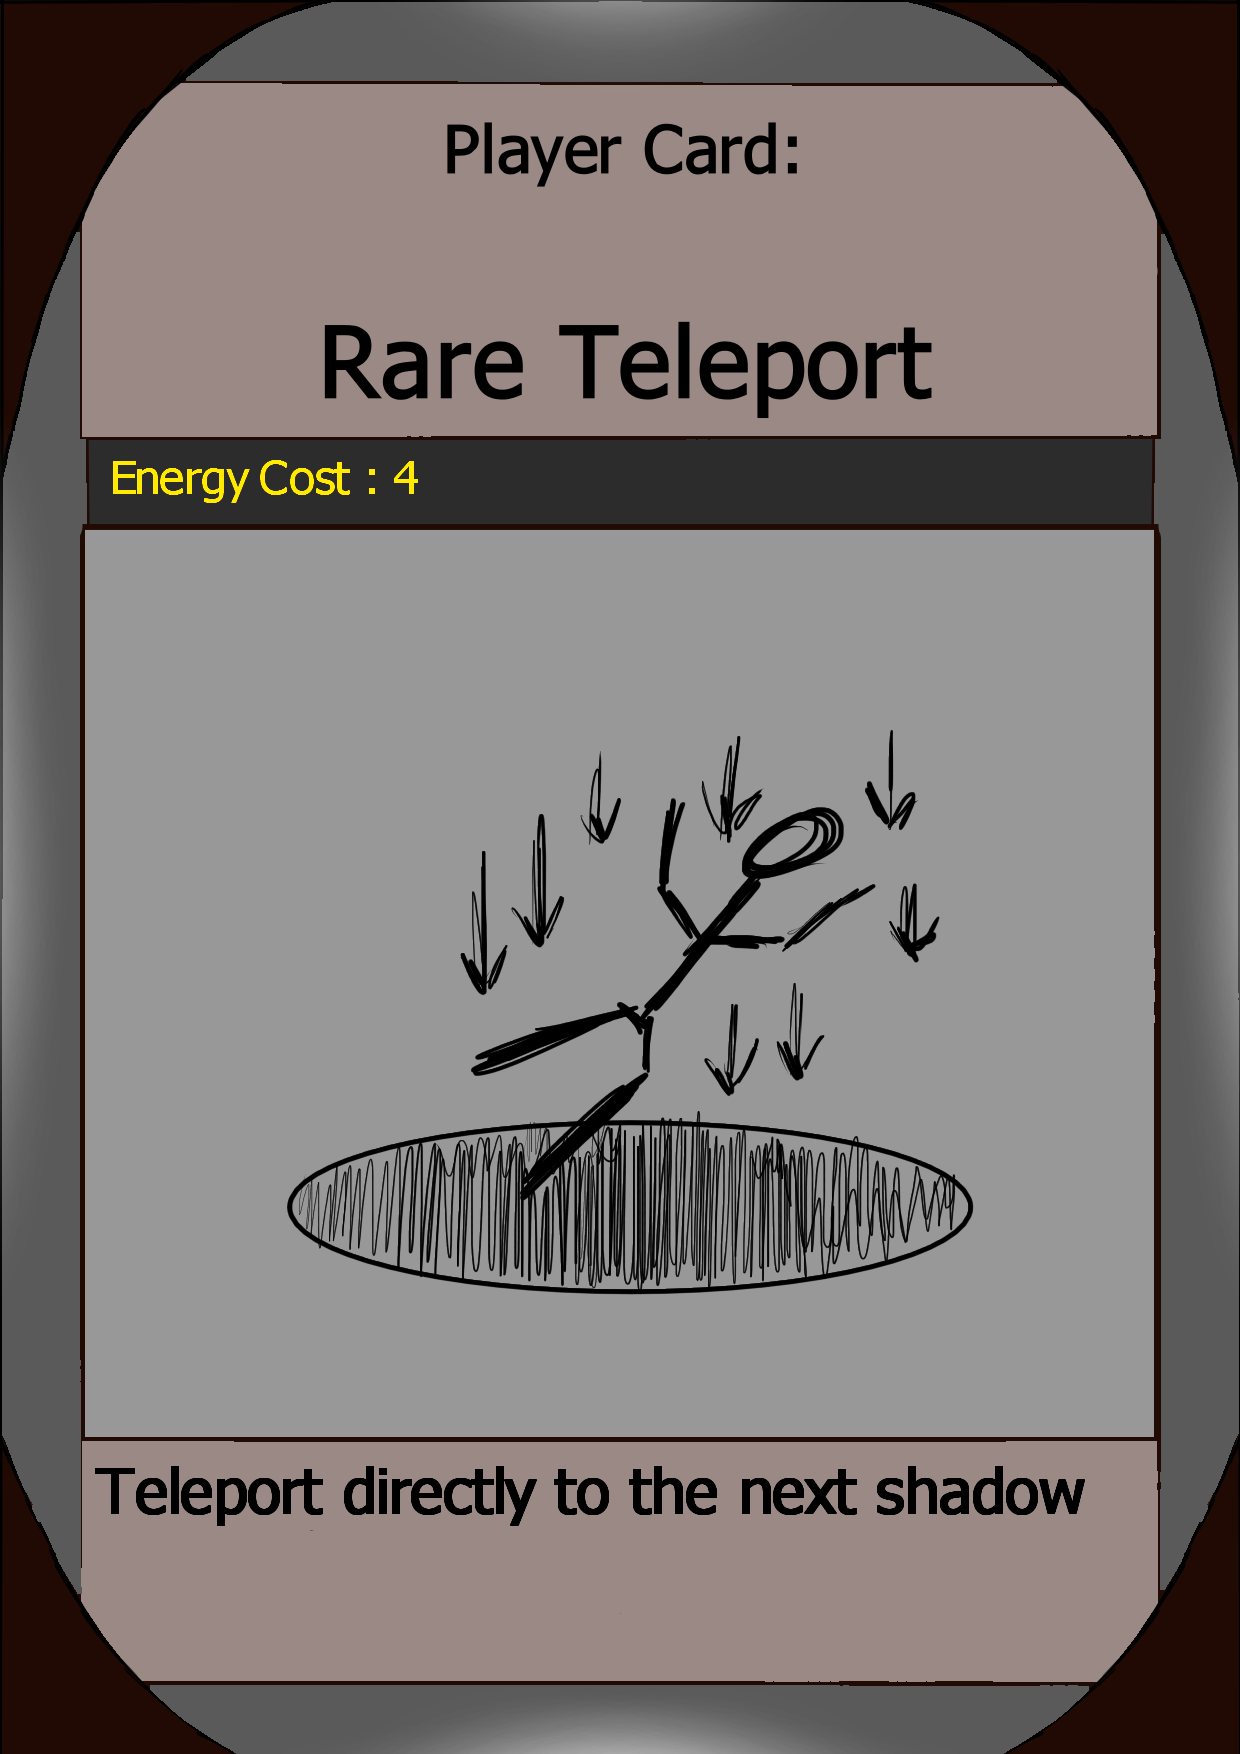 Player Card:
Rare Teleport
Energy Cost : 4
Teleport directly to the next shadow